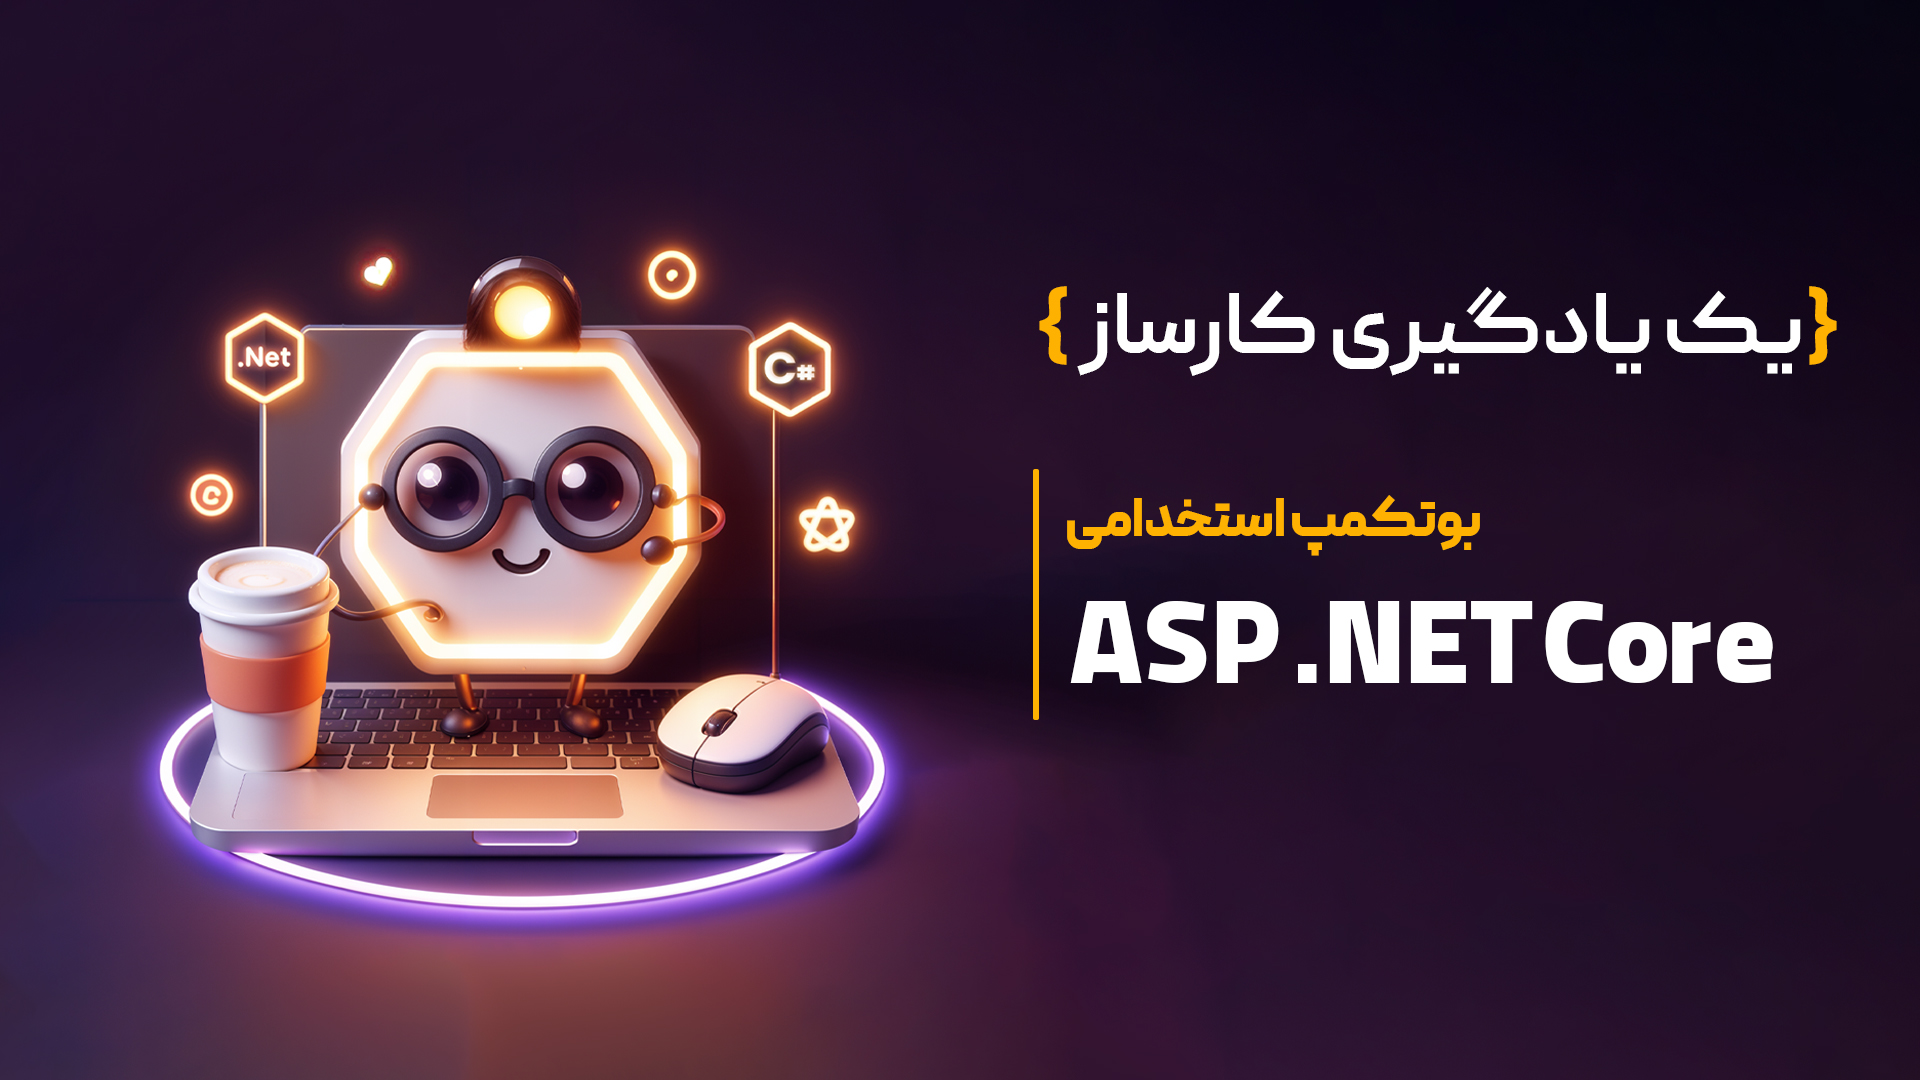 {یک یادگیری کارساز}
بوتکمپ استخدامی
ASP .NET Core
.Net
C#
C